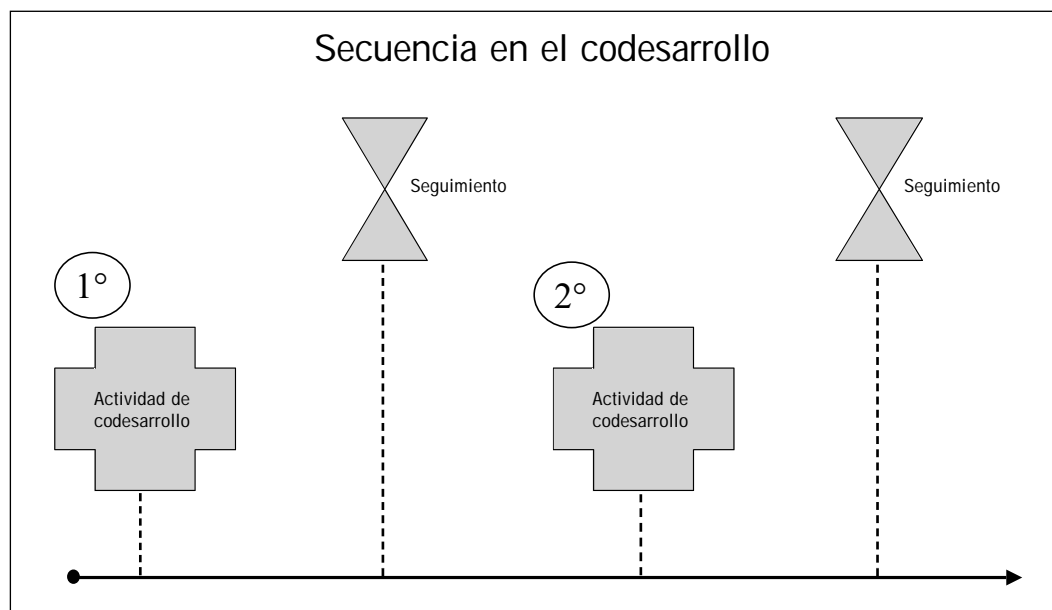 Secuencia en el codesarrollo
Seguimiento
Seguimiento
1°
2°
Actividad de
codesarrollo
Actividad de
codesarrollo